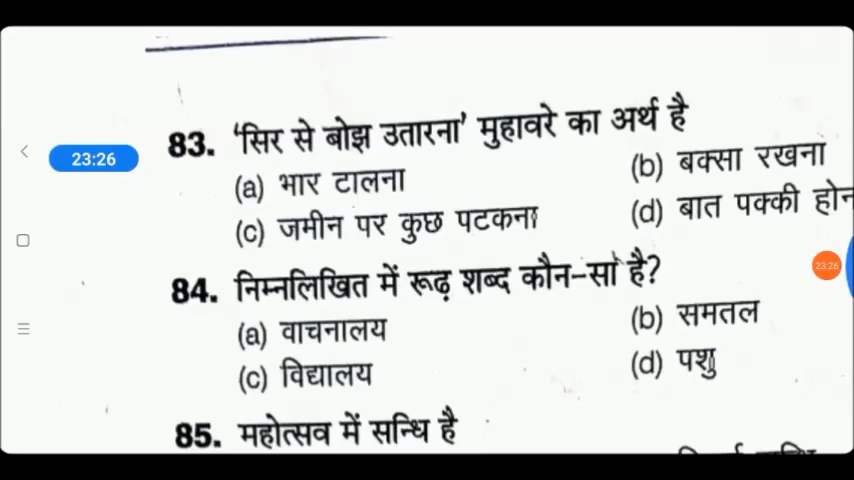 83. 'सिर से बोझ उतारना' मुहावरे का अर्थ है
(a) भार टालना (b) बक्सा रखना
(c) जमीन पर कुछ पटकना (d) बात पक्की
23:26
23:26
84. निम्नलिखित में रूढ़ शब्द कौन-सा है?
(a) वाचनालय (b) समतल
(c) विद्यालय (d) पशु
85. महोत्सव में सन्धि है